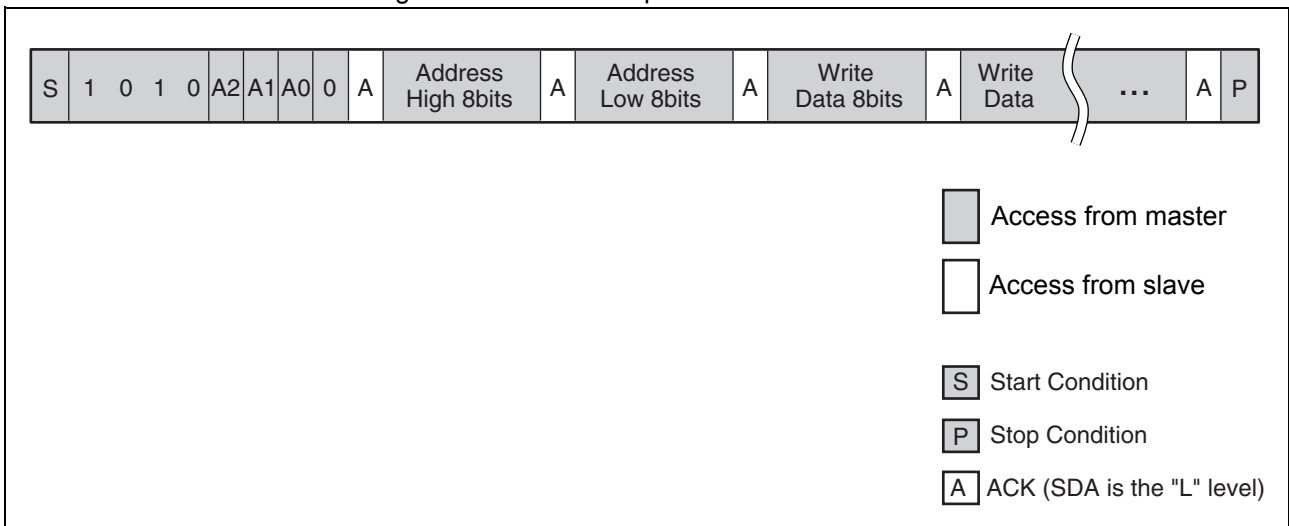 S 1 0 1 0 A2 A1 A0 0 A Address High 8bits A Address Low 8bits A Write Data 8bits A Write Data ... A P
Access from master
Access from slave
S Start Condition
P Stop Condition
A ACK (SDA is the "L" level)